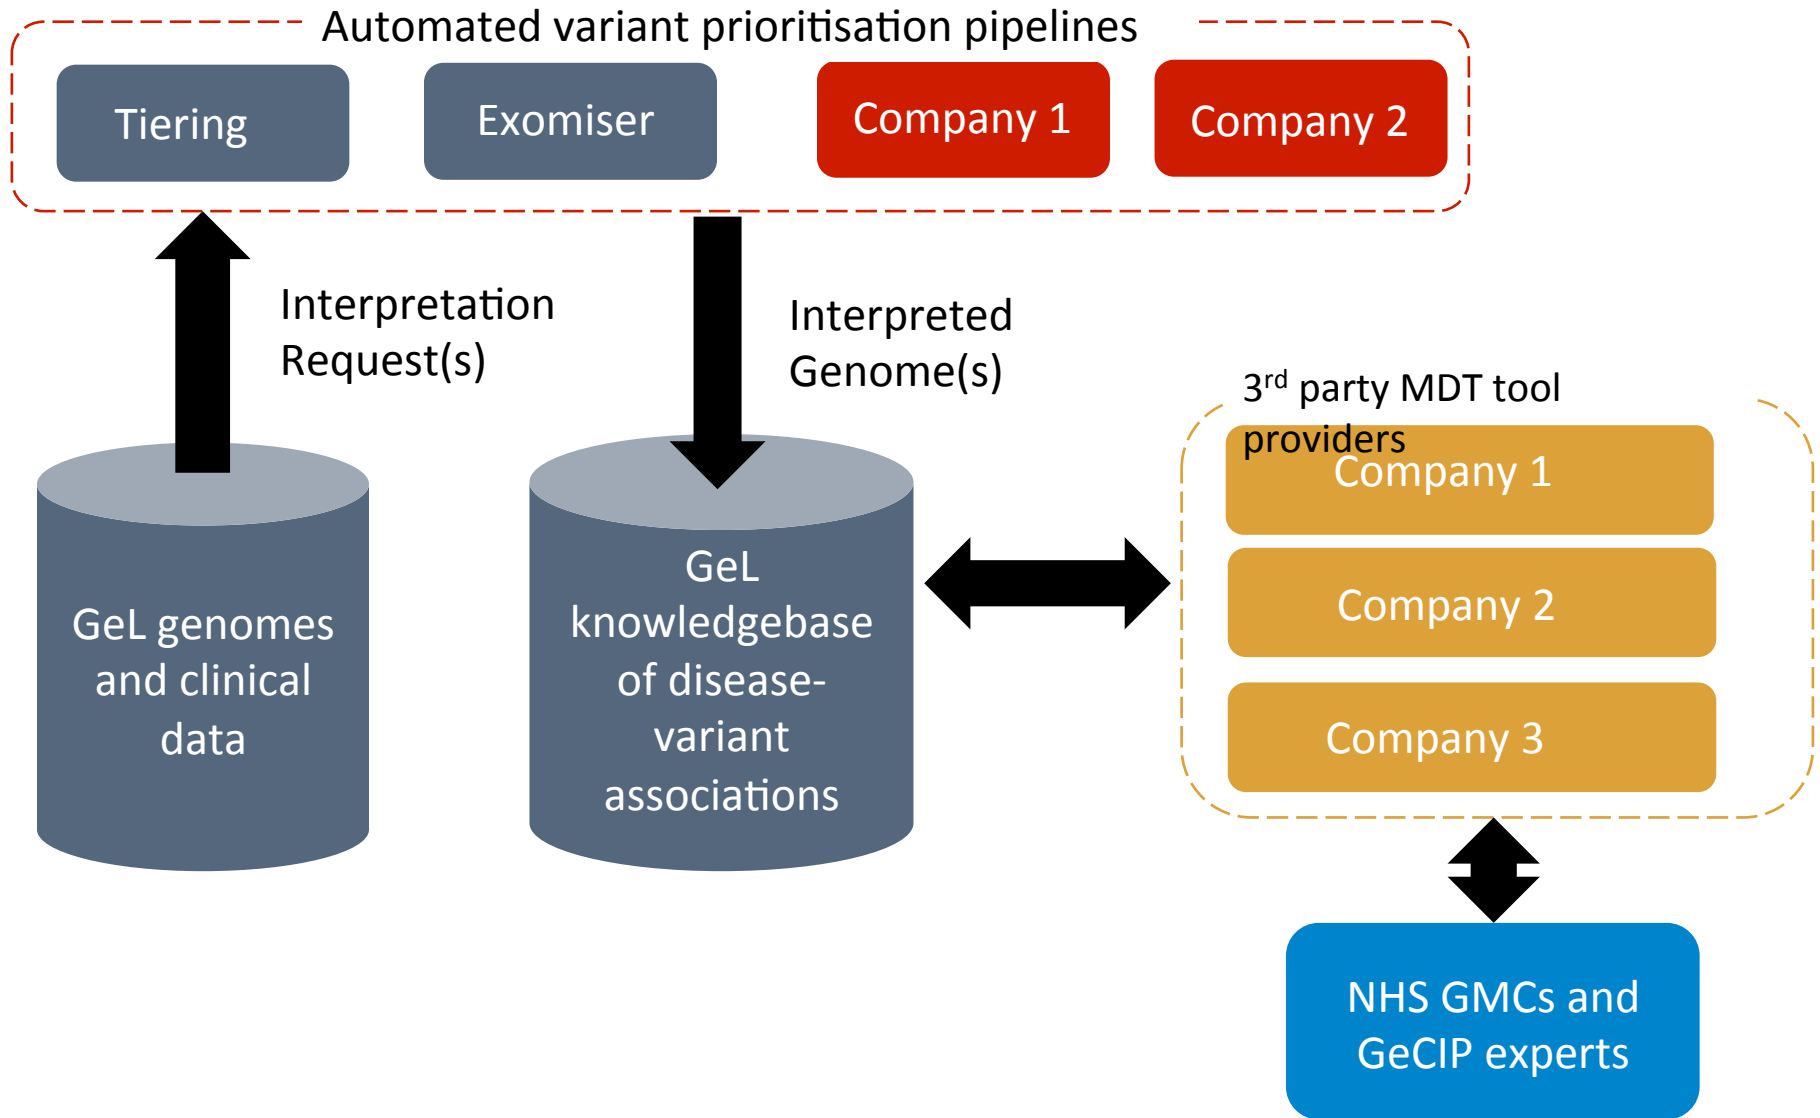 Automated variant prioritisation pipelines
Tiering
Exomiser
Company 1
Company 2
Interpretation
Request(s)
Interpreted
Genome(s)
3rd party MDT tool
providers
Company 1
Company 2
Company 3
GeL genomes
and clinical
data
GeL
knowledgebase
of disease-
variant
associations
NHS GMCs and
GeCIP experts